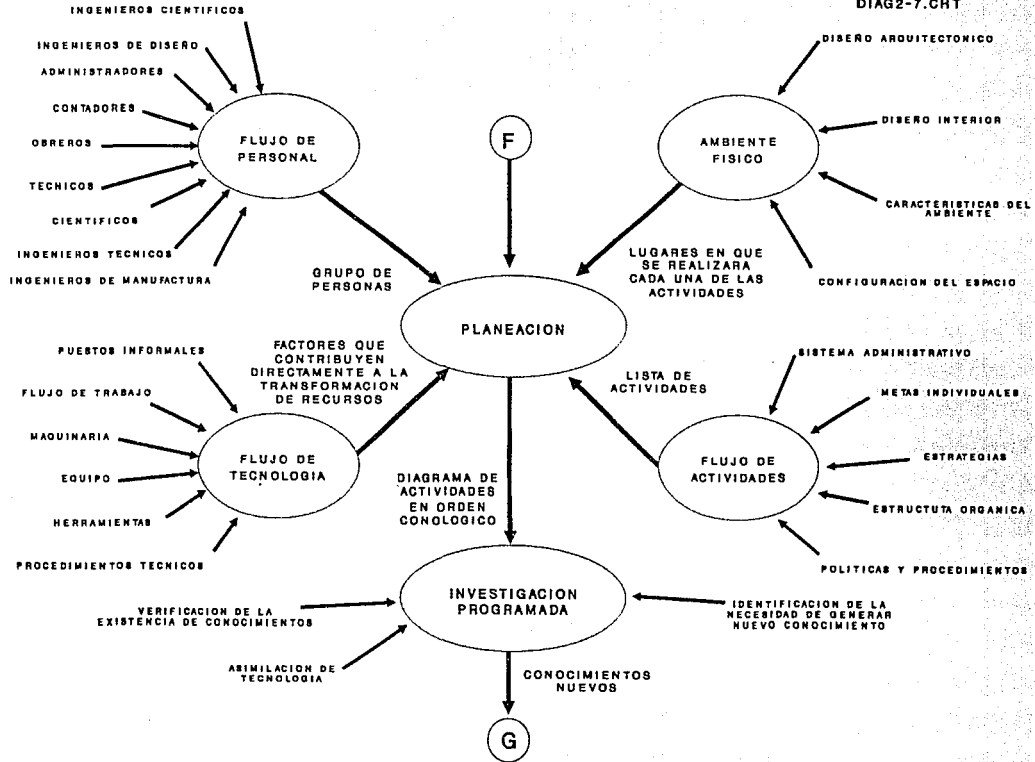 DIAG2-7.CHT
INGENIEROS CIENTIFICOS
INGENIEROS DE DISEÑO
ADMINISTRADORES
CONTADORES
OBREROS
TECNICOS
CIENTIFICOS
INGENIEROS TECNICOS
INGENIEROS DE MANUFACTURA
FLUJO DE
PERSONAL
GRUPO DE
PERSONAS
F
DISEÑO ARQUITECTONICO
DISEÑO INTERIOR
CARACTERISTICAS DEL
AMBIENTE
CONFIGURACION DEL ESPACIO
AMBIENTE
FISICO
LUGARES EN QUE
SE REALIZARA
CADA UNA DE LAS
ACTIVIDADES
PLANEACION
PUESTOS INFORMALES
FLUJO DE TRABAJO
MAQUINARIA
EQUIPO
HERRAMIENTAS
PROCEDIMIENTOS TECNICOS
FLUJO DE
TECNOLOGIA
FACTORES QUE
CONTRIBUYEN
DIRECTAMENTE A LA
TRANSFORMACION
DE RECURSOS
LISTA DE
ACTIVIDADES
SISTEMA ADMINISTRATIVO
METAS INDIVIDUALES
ESTRATEGIAS
ESTRUCTUTA ORGANICA
POLITICAS Y PROCEDIMIENTOS
FLUJO DE
ACTIVIDADES
DIAGRAMA DE
ACTIVIDADES
EN ORDEN
CONOLOGICO
INVESTIGACION
PROGRAMADA
VERIFICACION DE LA
EXISTENCIA DE CONOCIMIENTOS
ASIMILACION DE
TECNOLOGIA
IDENTIFICACION DE LA
NECESIDAD DE GENERAR
NUEVO CONOCIMIENTO
CONOCIMIENTOS
NUEVOS
G